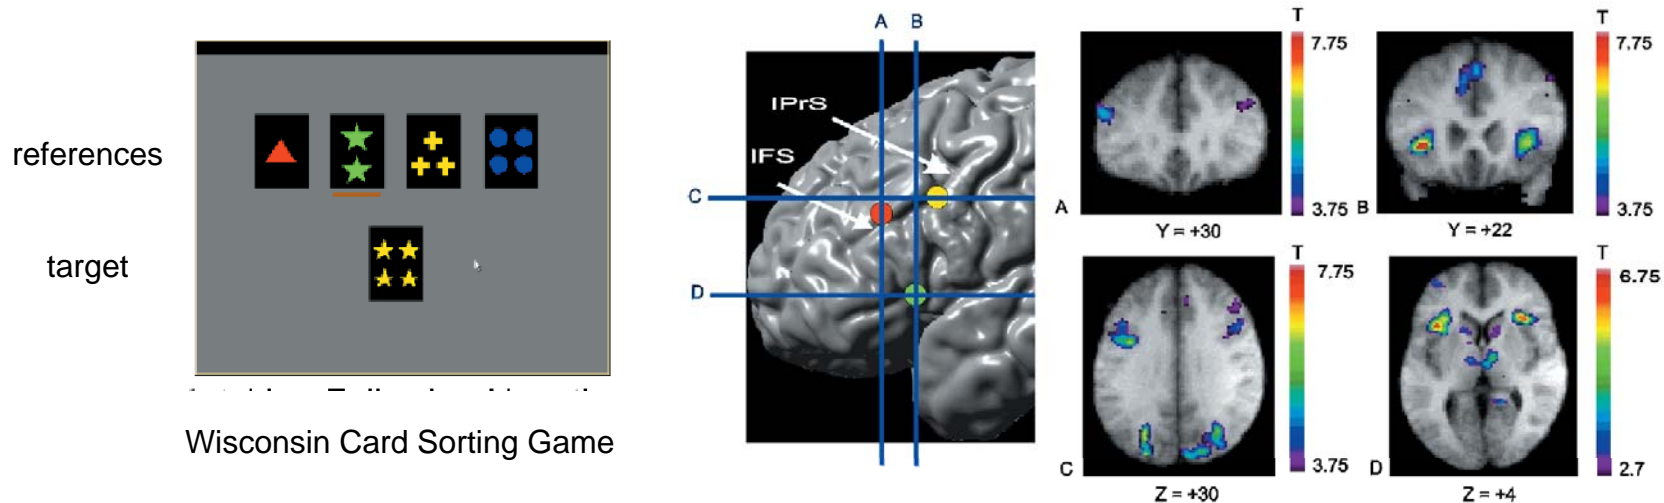 references
target
Wisconsin Card Sorting Game
A B
IPrS
IFS
C
D
T
7.75
3.75
A
Y = +30
T
7.75
3.75
B
Y = +22
T
7.75
3.75
C
Z = +30
T
6.75
2.7
D
Z = +4